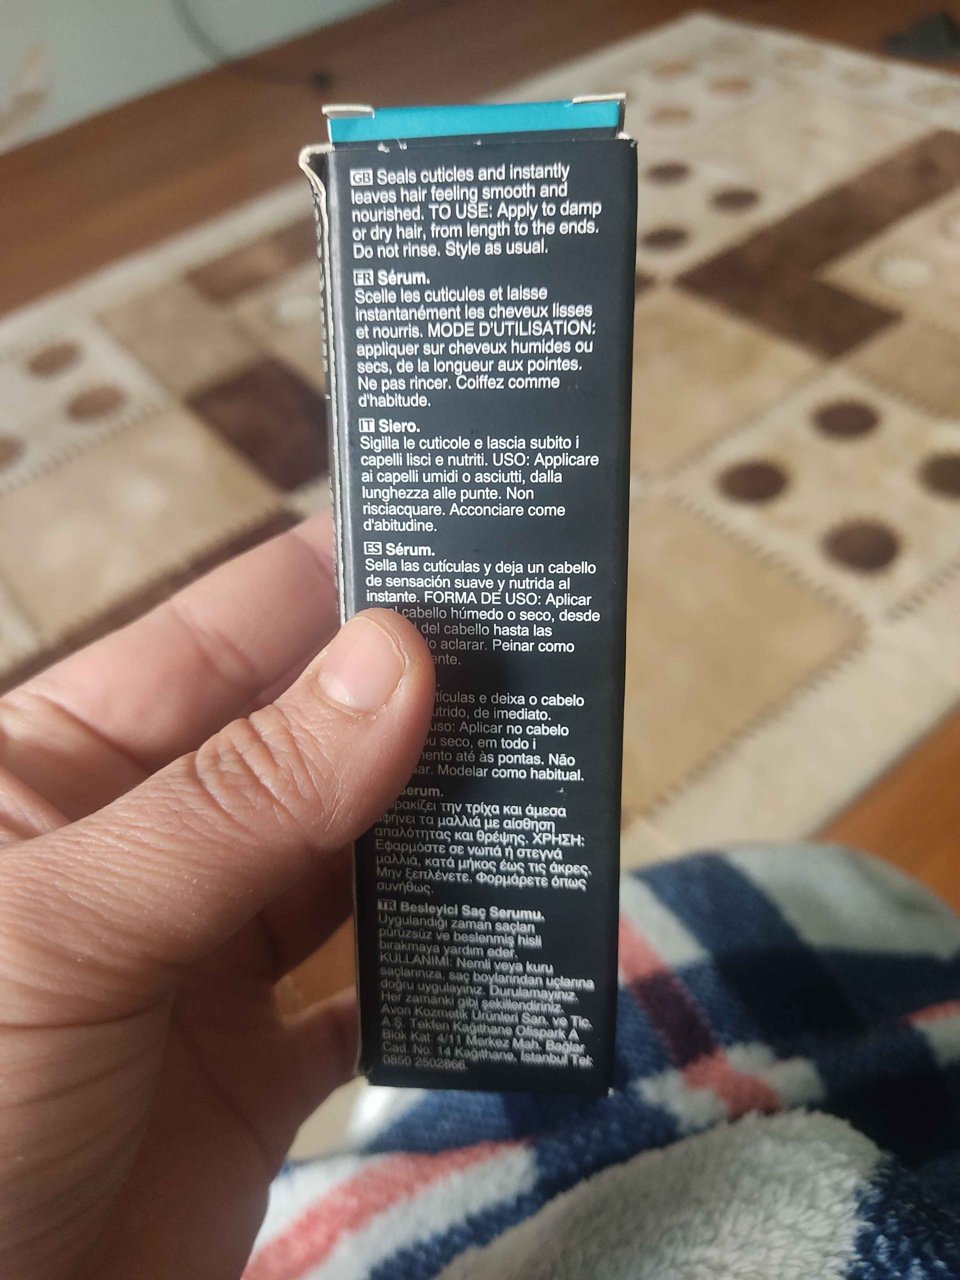 GB Seals cuticles and instantly
leaves hair feeling smooth and
nourished. TO USE: Apply to damp
or dry hair, from length to the ends.
Do not rinse. Style as usual.
FR Sérum.
Scelle les cuticules et laisse
instantanément les cheveux lisses
et nourris. MODE D'UTILISATION:
appliquer sur cheveux humides ou
secs, de la longueur aux pointes.
Ne pas rincer. Coiffez comme
d'habitude.
IT Siero.
Sigilla le cuticole e lascia subito i
capelli lisci e nutriti. USO: Applicare
ai capelli umidi o asciutti, dalla
lunghezza alle punte. Non
risciacquare. Acconciare come
d'abitudine.
ES Sérum.
Sella las cutículas y deja un cabello
de sensación suave y nutrida al
instante. FORMA DE USO: Aplicar
cabello húmedo o seco, desde
del cabello hasta las
aclarar. Peinar como
e deixa o cabelo
de imediato.
uso: Aplicar no cabelo
seco, em todo i
até às pontas. Não
Modelar como habitual.
Serum.
την τρίχα και άμεσα
αφήνει τα μαλλιά με αίσθηση
απαλότητας και θρέψης. ΧΡΗΣΗ:
Εφαρμόστε σε νωπά ή στεγνά
μαλλιά, κατά μήκος έως τις άκρες.
Μην ξεπλένετε. Φορμάρετε όπως
συνήθως.
TR Besleyici Saç Serumu.
Uygulandığı zaman saçları
pürüzsüz ve beslenmiş hisli
bırakmaya yardım eder.
KULLANIMI: Nemli veya kuru
saçlarınıza, saç boylarından uçlarına
doğru uygulayınız. Durulamayınız.
Her zamanki gibi şekillendiriniz.
Avon Kozmetik Ürünleri San. ve Tic.
A.Ş. Tekfen Kağıthane Ofispark A
Blok Kat: 4/11 Merkez Mah. Bağlar
Cad. No: 14 Kağıthane, İstanbul Tek
0850 2502866.